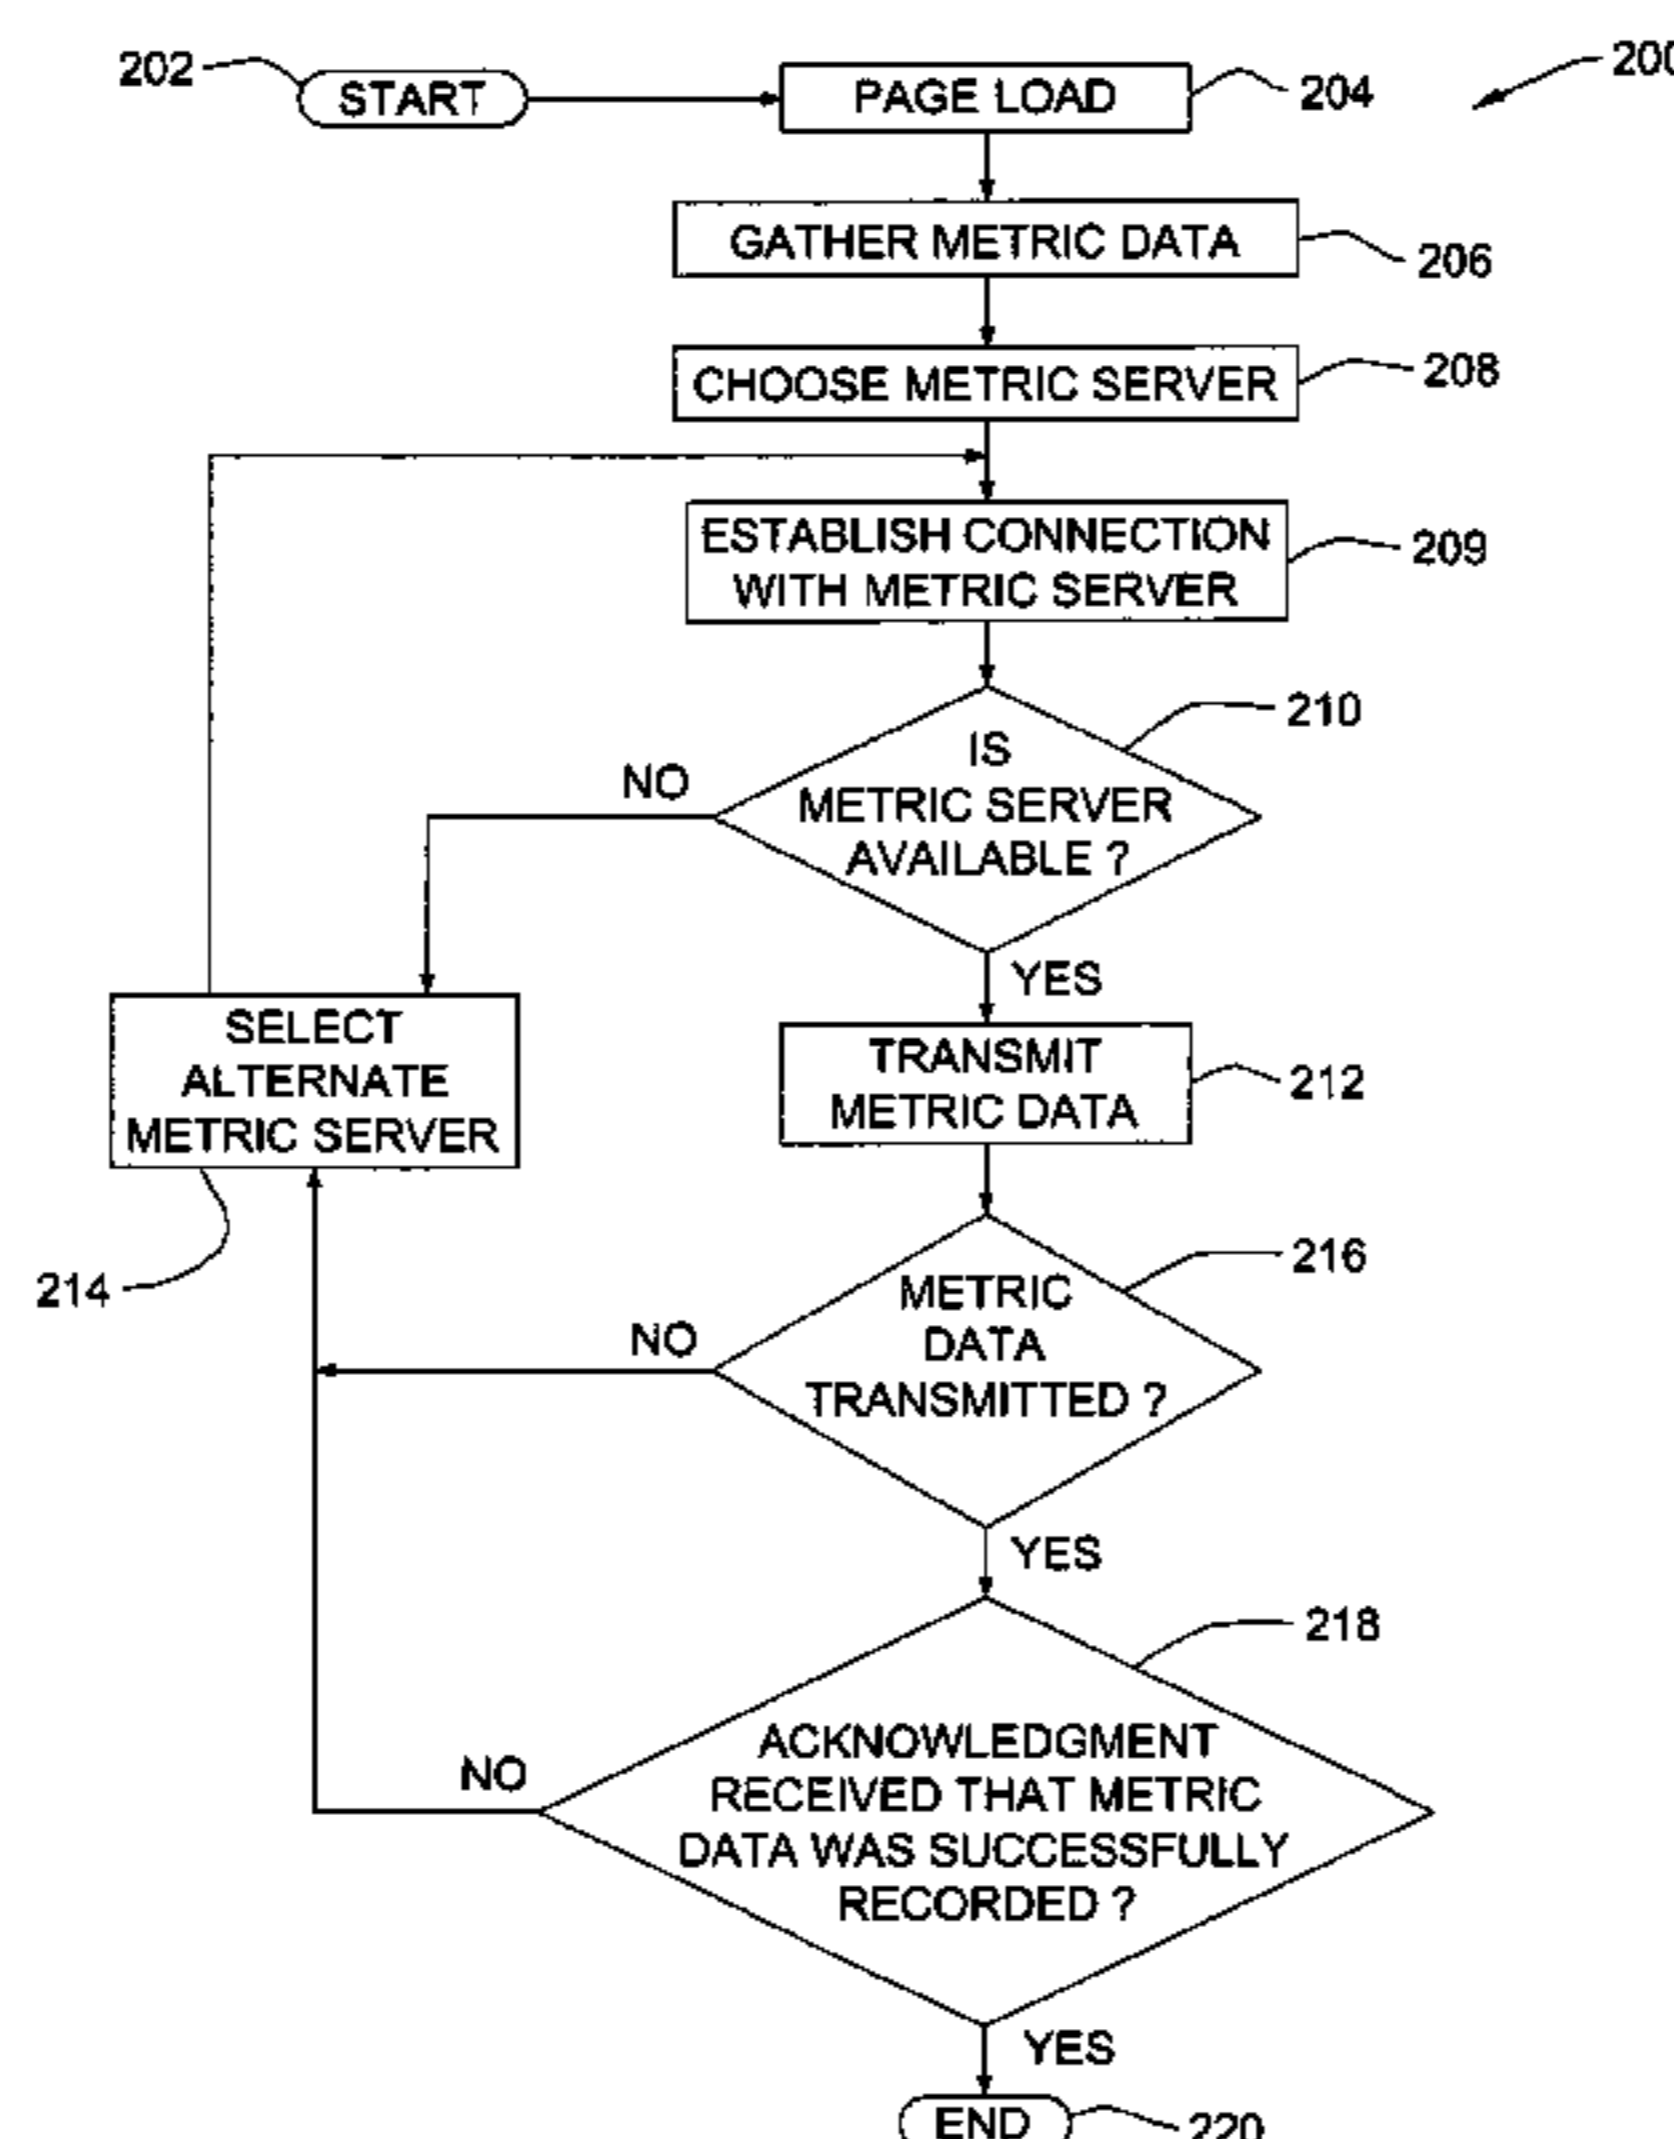 202
START
PAGE LOAD
204
200
GATHER METRIC DATA
206
CHOOSE METRIC SERVER
208
ESTABLISH CONNECTION
WITH METRIC SERVER
209
IS
METRIC SERVER
AVAILABLE ?
210
NO
YES
SELECT
ALTERNATE
METRIC SERVER
214
TRANSMIT
METRIC DATA
212
METRIC
DATA
TRANSMITTED ?
216
NO
YES
ACKNOWLEDGMENT
RECEIVED THAT METRIC
DATA WAS SUCCESSFULLY
RECORDED ?
218
NO
YES
END
220